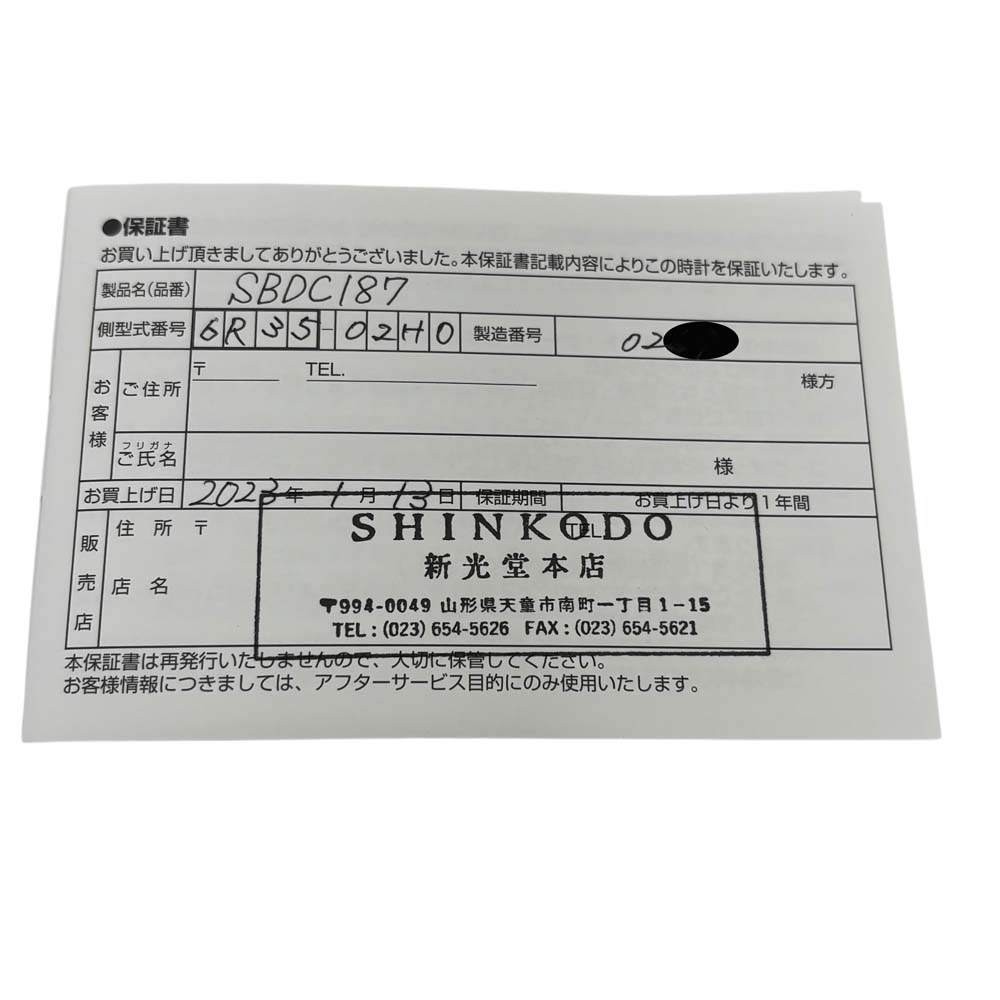 ●保証書
お買い上げ頂きましてありがとうございました。本保証書記載内容によりこの時計を保証いたします。
製品名(品番) SBDC187
側型式番号 6R35-02H0 製造番号 02
お客様 ご住所 〒 TEL. 様方
フリガナ
ご氏名 様
お買上げ日 2023年 1月 13日 保証期間 お買上げ日より1年間
販売店 住所 〒 TEL
SHINKODO
新光堂本店
店名
〒994-0049 山形県天童市南町一丁目1-15
TEL:(023)654-5626 FAX:(023)654-5621
本保証書は再発行いたしませんので、大切に保管してください。
お客様情報につきましては、アフターサービス目的にのみ使用いたします。